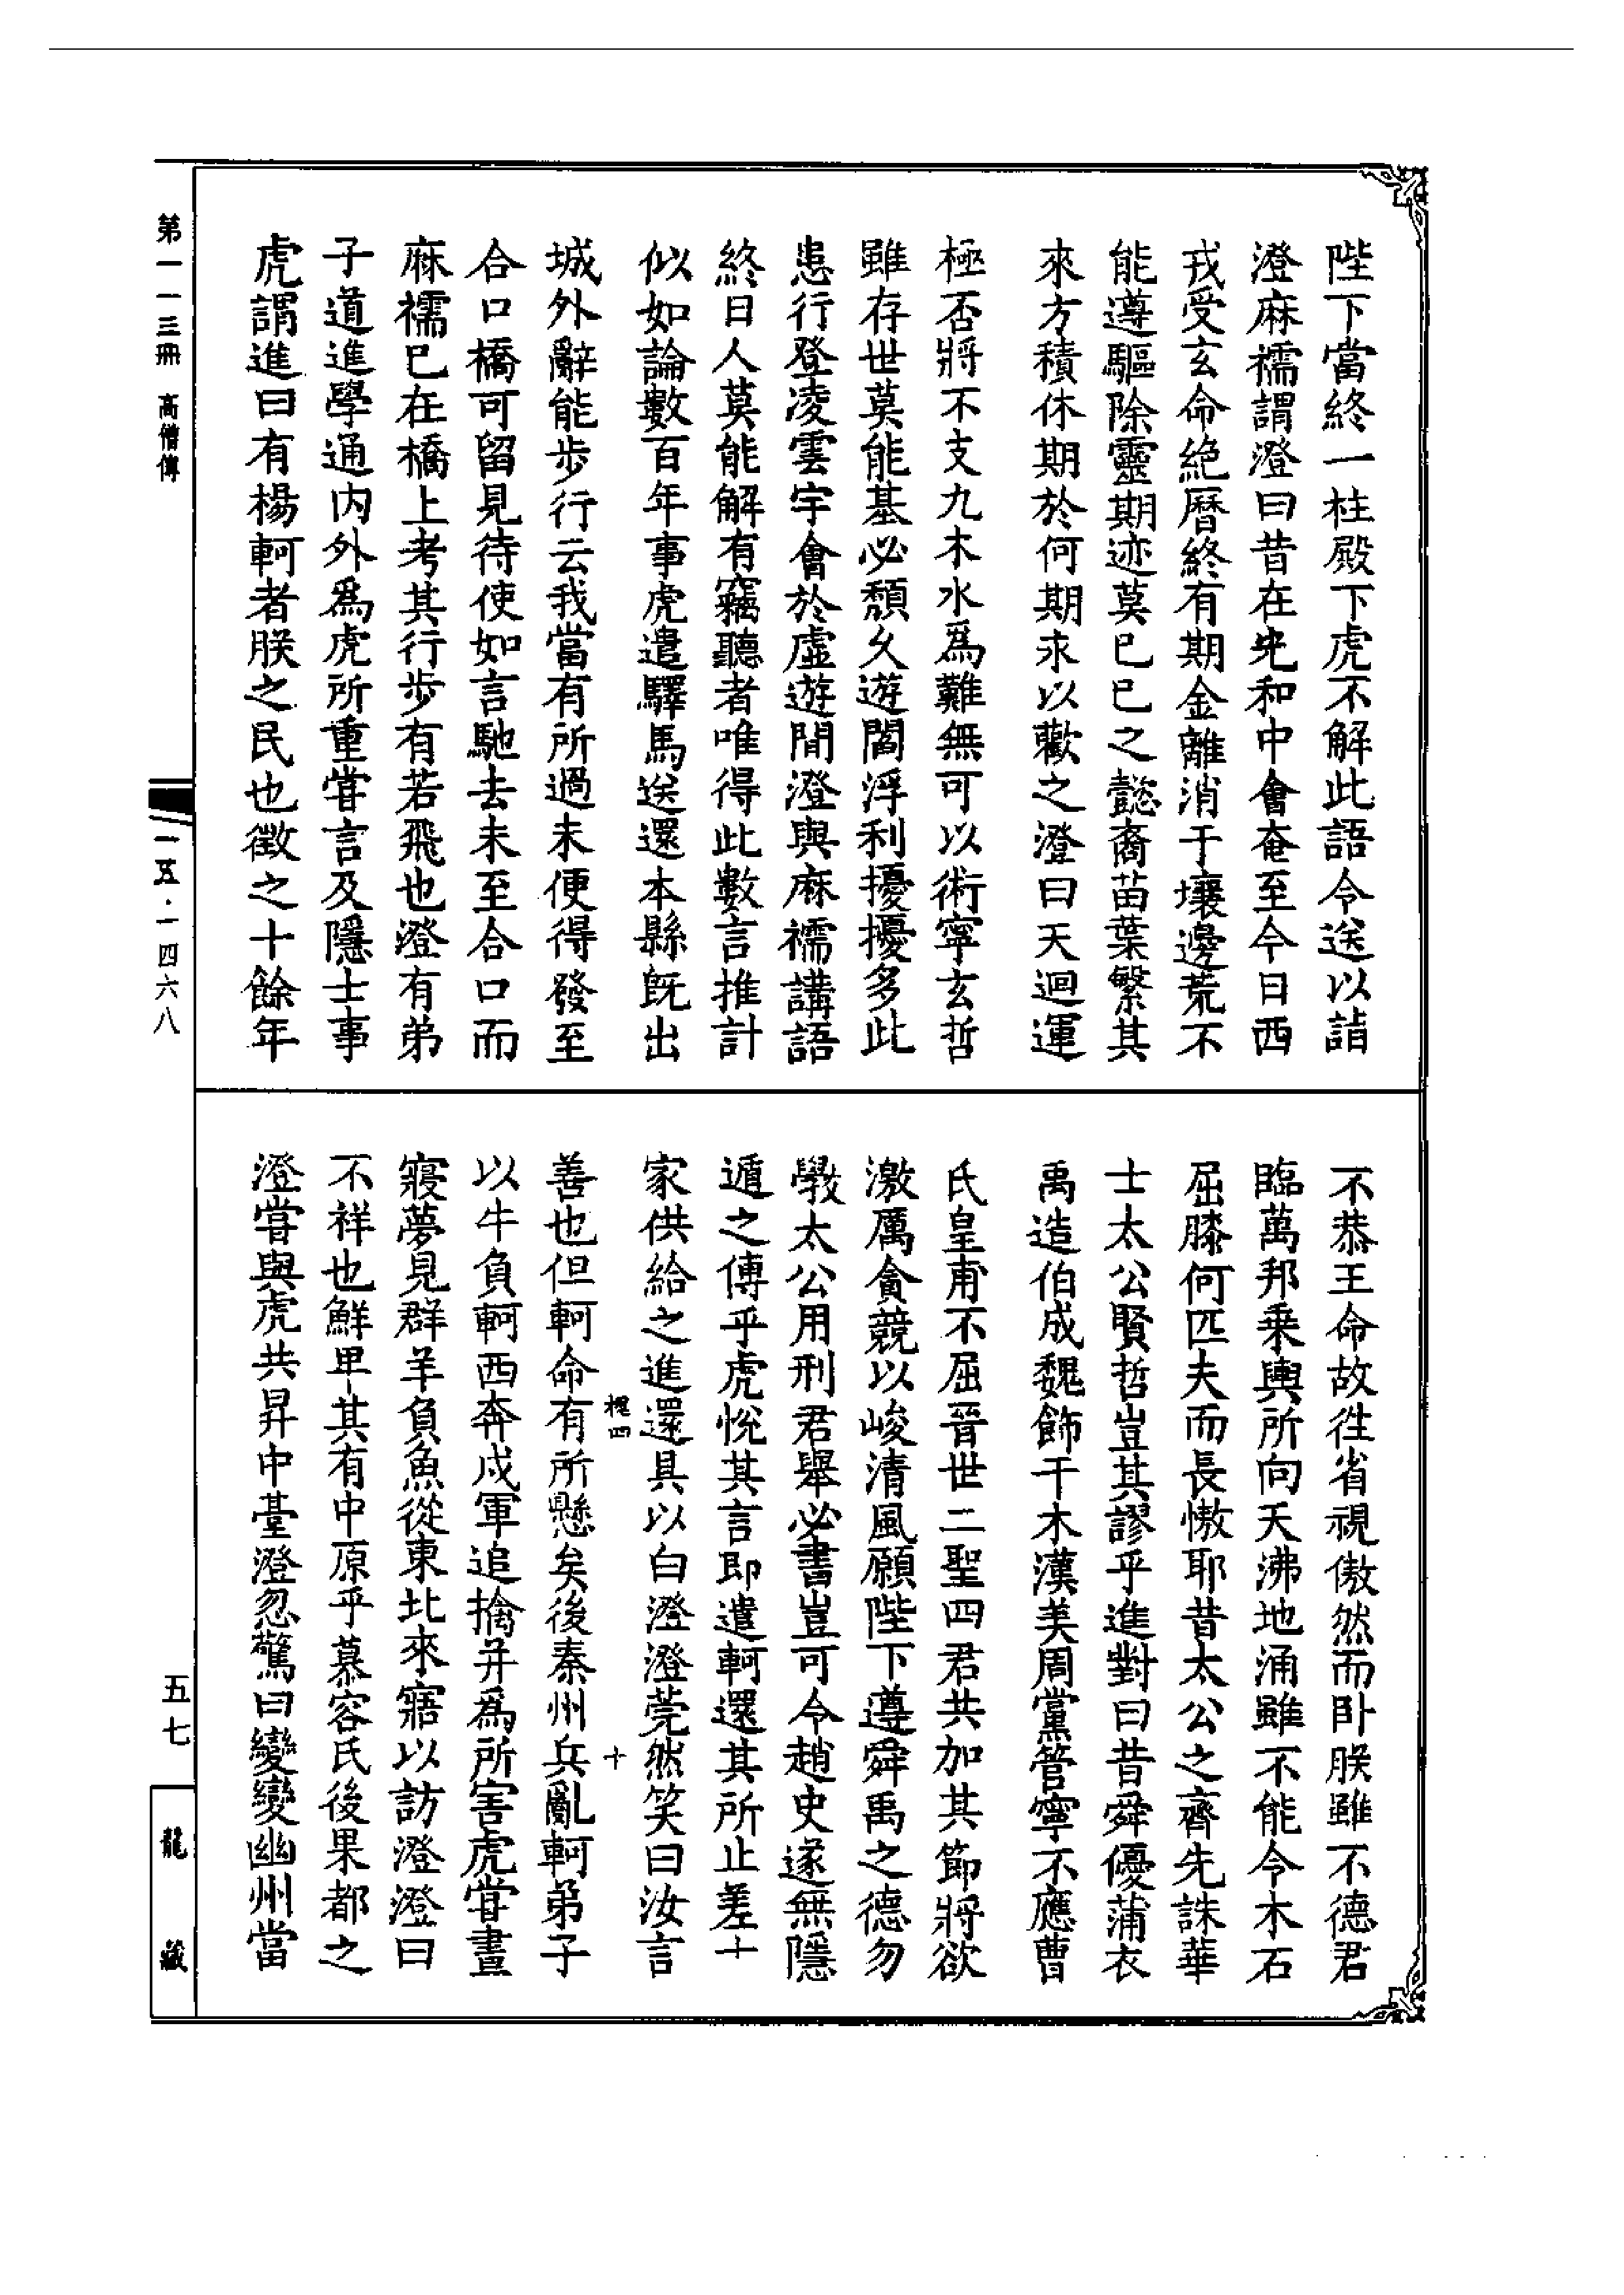 陛下當終一柱殿下虎不解此語令送以詣
澄麻襦謂澄曰昔在光和中會奄至今日西
戎受玄命絶曆終有期金離消于壤邊荒不
能遵驅除靈期迹莫已已之懿裔苗葉繁其
來方積休期於何期永以歡之澄曰天迴運
極否將不支九木水爲難無可以術寧玄哲
雖存世莫能基必頹久遊閻浮利擾擾多此
患行登凌雲宇會於虛遊間澄與麻襦講語
終日人莫能解有竊聽者唯得此數言推計
似如論數百年事虎遣驛馬送還本縣旣出
城外辭能步行云我當有所過未便得發至
合口橋可留見待使如言馳去未至合口而
麻襦巳在橋上考其行步有若飛也澄有弟
子道進學通内外爲虎所重嘗言及隱士事
虎謂進曰有楊軻者朕之民也徵之十餘年
不恭王命故徃省視傲然而卧朕雖不德君
臨萬邦乗輿所向天沸地涌雖不能令木石
屈膝何匹夫而長慠耶昔太公之齊先誅華
士太公賢哲豈其謬乎進對曰昔舜優蒲衣
禹造伯成魏飾干木漢美周黨管寧不應曹
氏皇甫不屈晉世二聖四君共加其節將欲
激厲貪競以峻清風願陛下遵舜禹之德勿
斆太公用刑君舉必書豈可令趙史遂無隱
遁之傳乎虎悅其言即遣軻還其所止差十
家供給之進還具以白澄澄莞然笑曰汝言
槐四
十
善也但軻命有所懸矣後秦州兵亂軻弟子
以牛負軻西奔戍軍追擒并爲所害虎嘗晝
寢夢見群羊負魚從東北來寤以訪澄澄曰
不祥也鮮卑其有中原乎慕容氏後果都之
澄嘗與虎共昇中臺澄忽驚曰變變幽州當
第一一三冊 高僧傳
一五·一四六八
五七
龍藏